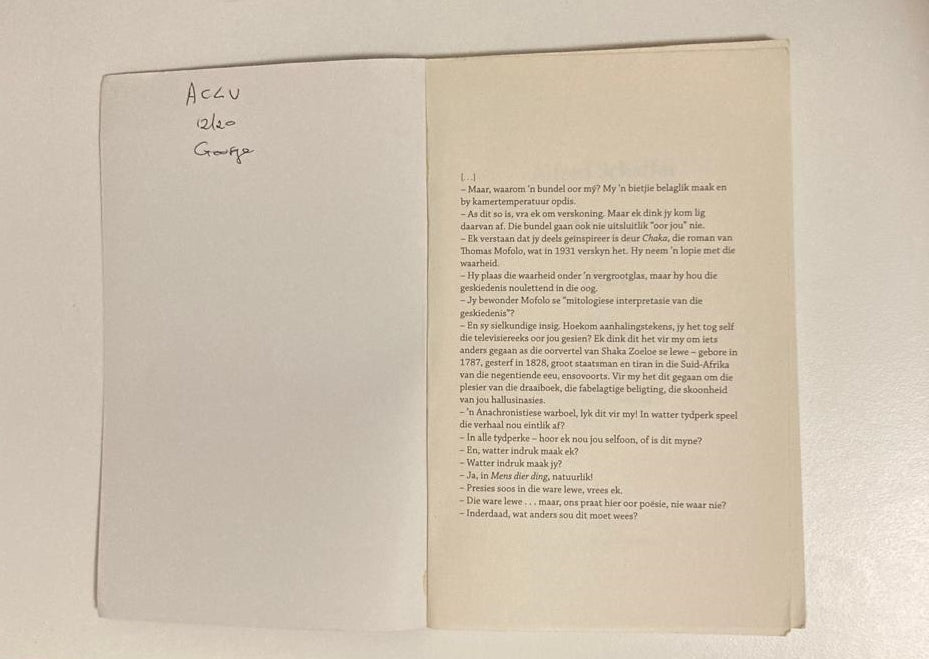 ACLU
12/20
George
[...]
– Maar, waarom 'n bundel oor mý? My 'n bietjie belaglik maak en
by kamertemperatuur opdis.
– As dit so is, vra ek om verskoning. Maar ek dink jy kom lig
daarvan af. Die bundel gaan ook nie uitsluitlik "oor jou" nie.
– Ek verstaan dat jy deels geïnspireer is deur Chaka, die roman van
Thomas Mofolo, wat in 1931 verskyn het. Hy neem 'n lopie met die
waarheid.
– Hy plaas die waarheid onder 'n vergrootglas, maar hy hou die
geskiedenis noulettend in die oog.
– Jy bewonder Mofolo se "mitologiese interpretasie van die
geskiedenis"?
– En sy sielkundige insig. Hoekom aanhalingstekens, jy het tog self
die televisiereeks oor jou gesien? Ek dink dit het vir my om iets
anders gegaan as die oorvertel van Shaka Zoeloe se lewe – gebore in
1787, gesterf in 1828, groot staatsman en tiran in die Suid-Afrika
van die negentiende eeu, ensovoorts. Vir my het dit gegaan om die
plesier van die draaiboek, die fabelagtige beligting, die skoonheid
van jou hallusinasies.
– 'n Anachronistiese warboel, lyk dit vir my! In watter tydperk speel
die verhaal nou eintlik af?
– In alle tydperke – hoor ek nou jou selfoon, of is dit myne?
– En, watter indruk maak ek?
– Watter indruk maak jy?
– Ja, in Mens dier ding, natuurlik!
– Presies soos in die ware lewe, vrees ek.
– Die ware lewe . . . maar, ons praat hier oor poësie, nie waar nie?
– Inderdaad, wat anders sou dit moet wees?